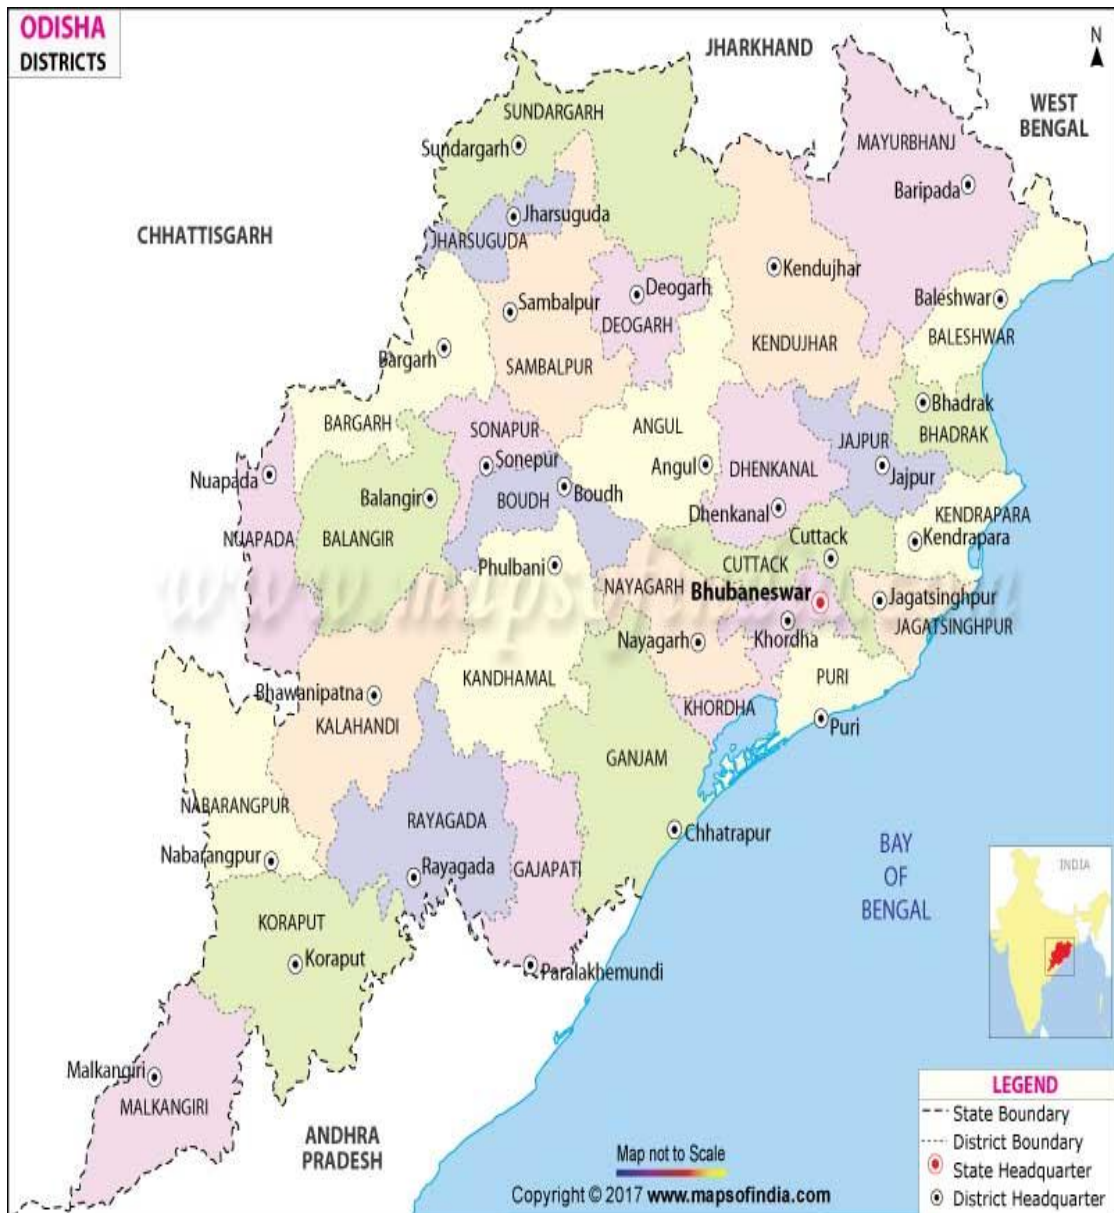 ODISHA
DISTRICTS
JHARKHAND
N
WEST
BENGAL
SUNDARGARH
Sundargarh
MAYURBHANJ
Baripada
CHHATTISGARH
Jharsuguda
JHARSUGUDA
Kendujhar
Deogarh
Baleshwar
Sambalpur
DEOGARH
BALESHWAR
KENDUJHAR
Bargarh
SAMBALPUR
Bhadrak
BHADRAK
BARGARH
SONAPUR
ANGUL
JAJPUR
Sonepur
Angul
DHENKANAL
Jajpur
Nuapada
Balangir
BOUDH
Boudh
Dhenkanal
KENDRAPARA
Kendrapara
NUAPADA
BALANGIR
Cuttack
CUTTACK
Phulbani
NAYAGARH
Bhubaneswar
Jagatsinghpur
JAGATSINGHPUR
www.mapsofindia.com
Nayagarh
Khordha
KANDHAMAL
PURI
Bhawanipatna
KALAHANDI
KHORDHA
Puri
GANJAM
NABARANGPUR
RAYAGADA
Chhatrapur
Nabarangpur
Rayagada
GAJAPATI
BAY
OF
BENGAL
INDIA
KORAPUT
Koraput
Paralakhemundi
Malkangiri
MALKANGIRI
ANDHRA
PRADESH
LEGEND
State Boundary
District Boundary
State Headquarter
District Headquarter
Map not to Scale
Copyright © 2017 www.mapsofindia.com